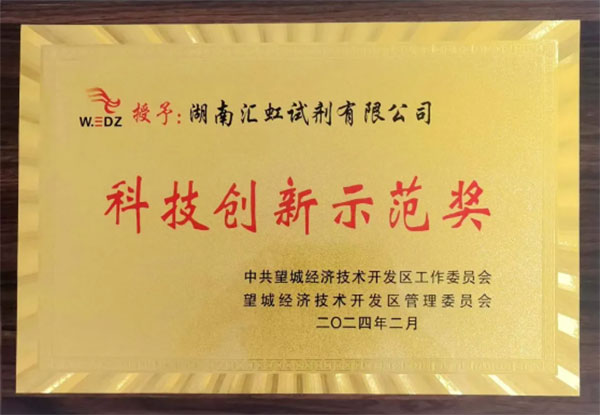 W.EDZ 授予：湖南汇虹试剂有限公司
科技创新示范奖
中共望城经济技术开发区工作委员会
望城经济技术开发区管理委员会
二〇二四年二月